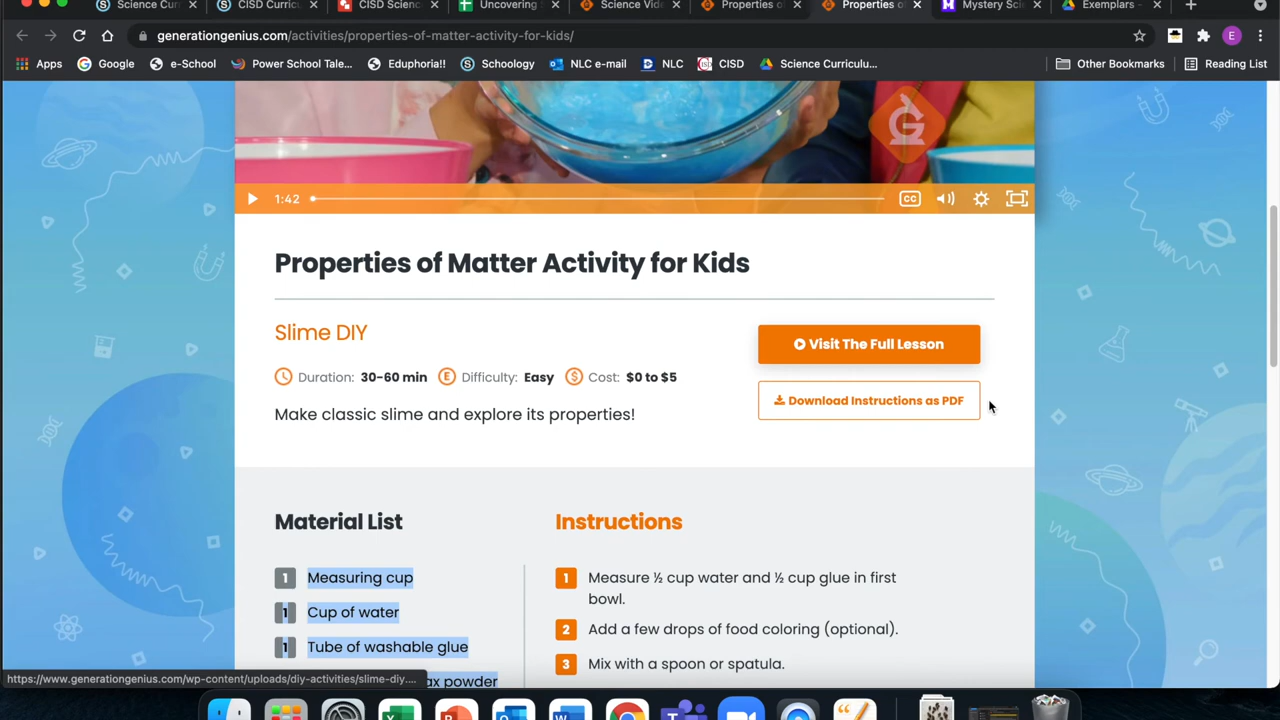 Science Cur
CISD Curricu
CISD Scienc
Uncovering
Science Vid
Properties o
Properties o
Mystery Sci
Exemplars -
generationgenius.com/activities/properties-of-matter-activity-for-kids/
E
Apps
Google
e-School
Power School Tale...
Eduphoria!!
Schoology
NLC e-mail
NLC
CISD
Science Curriculu...
Other Bookmarks
Reading List
G
1:42
CC
Properties of Matter Activity for Kids
Slime DIY
Visit The Full Lesson
Duration: 30-60 min
E Difficulty: Easy
$ Cost: $0 to $5
Download Instructions as PDF
Make classic slime and explore its properties!
Material List
Instructions
1 Measuring cup
1 Measure ½ cup water and ½ cup glue in first
bowl.
1 Cup of water
2 Add a few drops of food coloring (optional).
1 Tube of washable glue
3 Mix with a spoon or spatula.
https://www.generationgenius.com/wp-content/uploads/diy-activities/slime-diy....
ax powder